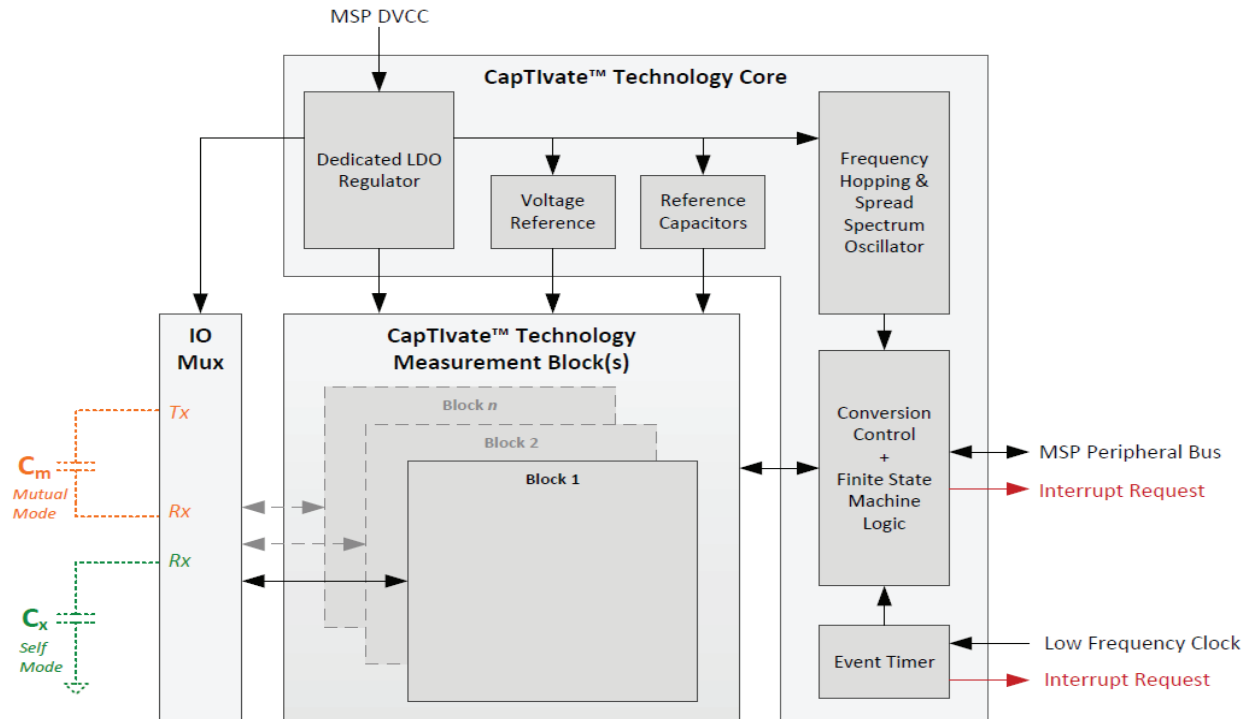 MSP DVCC
CapTIvate™ Technology Core
Dedicated LDO
Regulator
Voltage
Reference
Reference
Capacitors
Frequency
Hopping &
Spread
Spectrum
Oscillator
IO
Mux
CapTIvate™ Technology
Measurement Block(s)
Tx
Cm
Mutual
Mode
Rx
Rx
Cx
Self
Mode
Block n
Block 2
Block 1
Conversion
Control
+
Finite State
Machine
Logic
MSP Peripheral Bus
Interrupt Request
Event Timer
Low Frequency Clock
Interrupt Request